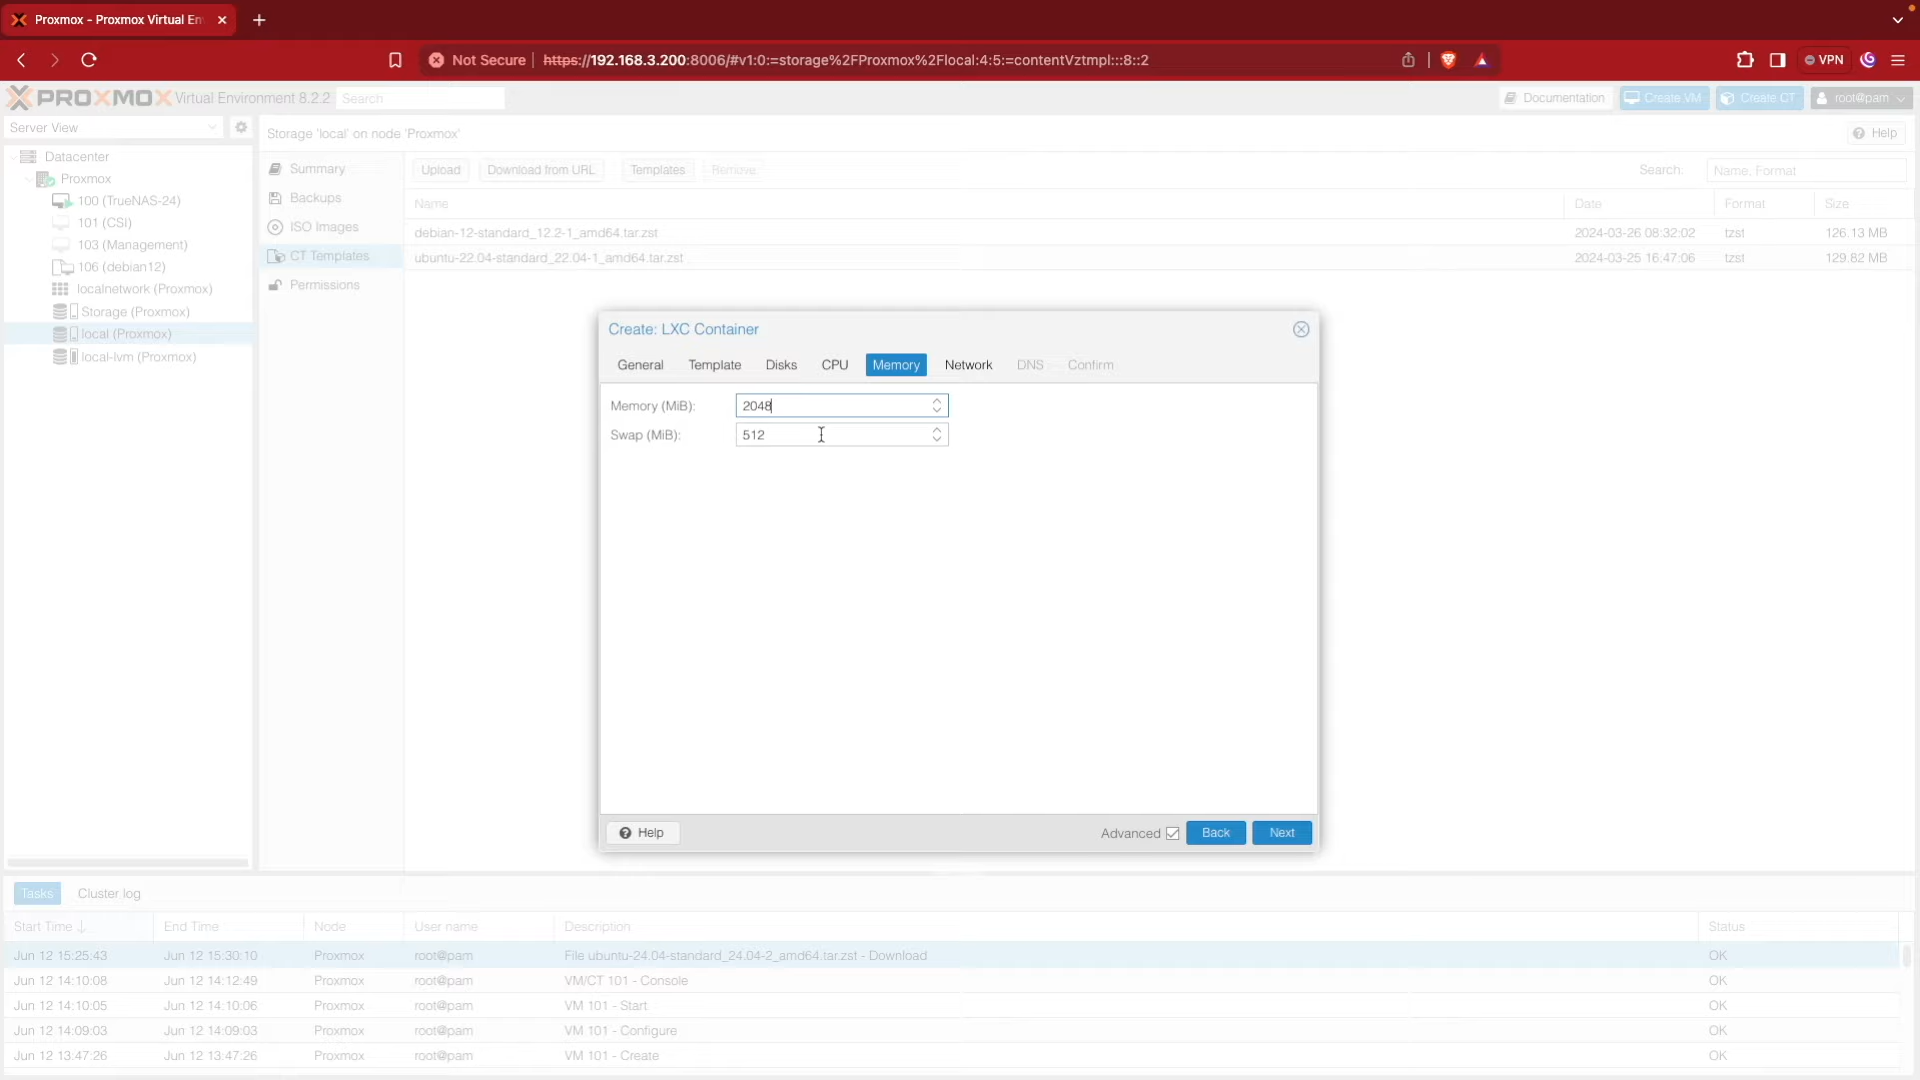 Proxmox - Proxmox Virtual En
Not Secure https://192.168.3.200:8006/#v1:0:=storage%2FProxmox%2Flocal:4:5:=contentVztmpl:::8::2
VPN
PROXMOX Virtual Environment 8.2.2 Search
Documentation Create VM Create CT root@pam
Server View
Storage 'local' on node 'Proxmox'
Help
Datacenter
Proxmox
100 (TrueNAS-24)
101 (CSI)
103 (Management)
106 (debian12)
localnetwork (Proxmox)
Storage (Proxmox)
local (Proxmox)
local-lvm (Proxmox)
Summary
Backups
ISO Images
CT Templates
Permissions
Upload Download from URL Templates Remove Search: Name, Format
Name Date Format Size
debian-12-standard_12.2-1_amd64.tar.zst 2024-03-26 08:32:02 tzst 126.13 MB
ubuntu-22.04-standard_22.04-1_amd64.tar.zst 2024-03-25 16:47:06 tzst 129.82 MB
Create: LXC Container
General Template Disks CPU Memory Network DNS Confirm
Memory (MiB): 2048
Swap (MiB): 512
Help Advanced Back Next
Tasks Cluster log
Start Time End Time Node User name Description Status
Jun 12 15:25:43 Jun 12 15:30:10 Proxmox root@pam File ubuntu-24.04-standard_24.04-2_amd64.tar.zst - Download OK
Jun 12 14:10:08 Jun 12 14:12:49 Proxmox root@pam VM/CT 101 - Console OK
Jun 12 14:10:05 Jun 12 14:10:06 Proxmox root@pam VM 101 - Start OK
Jun 12 14:09:03 Jun 12 14:09:03 Proxmox root@pam VM 101 - Configure OK
Jun 12 13:47:26 Jun 12 13:47:26 Proxmox root@pam VM 101 - Create OK